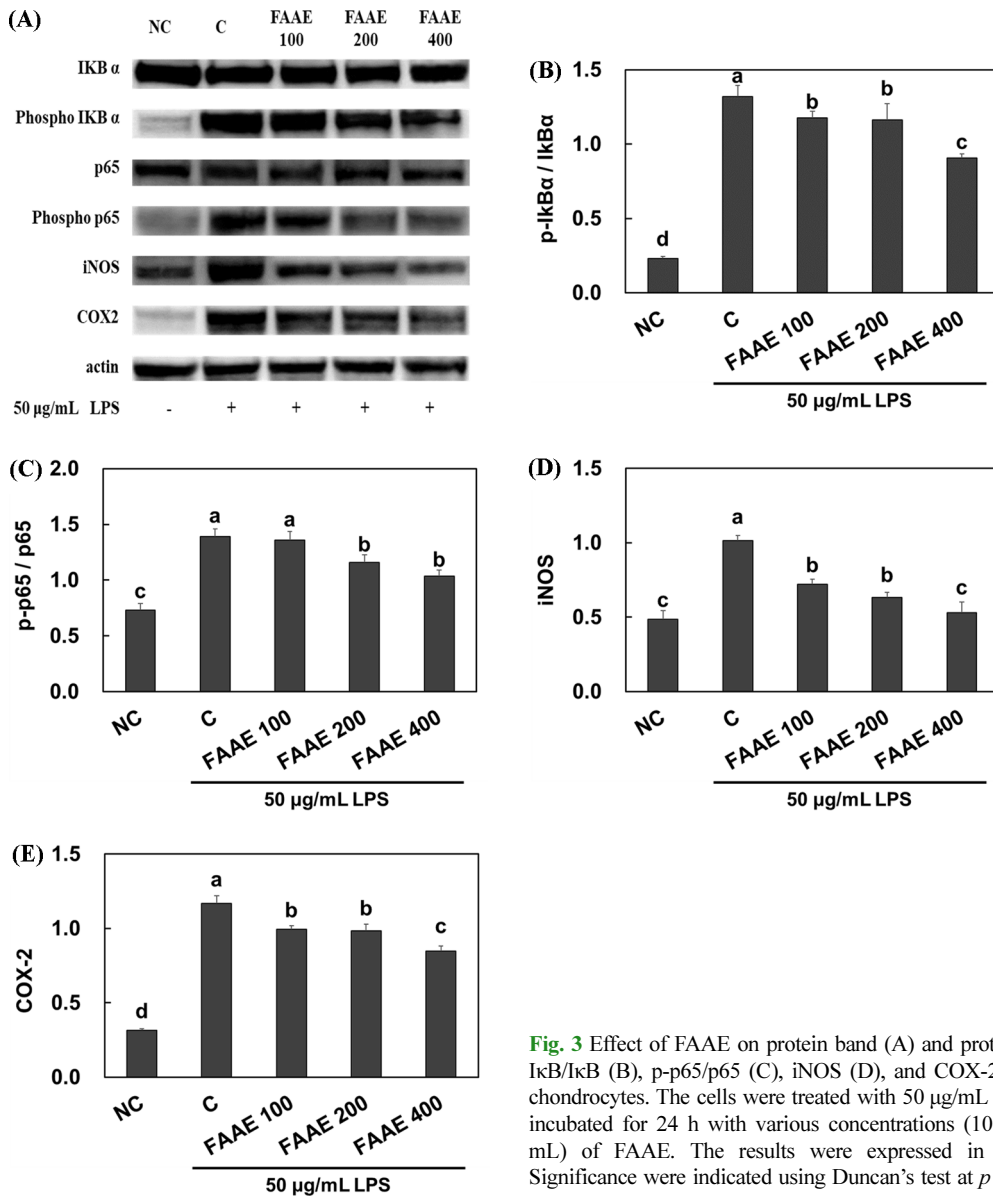 (A)
NC C FAAE 100 FAAE 200 FAAE 400
IKB α
Phospho IKB α
p65
Phospho p65
iNOS
COX2
actin
50 µg/mL LPS - + + + +
(B)
p-IkBα / IkBα
1.5
1.0
0.5
0.0
d a b b c
NC C FAAE 100 FAAE 200 FAAE 400
50 µg/mL LPS
(C)
p-p65 / p65
2.0
1.5
1.0
0.5
0.0
c a a b b
NC C FAAE 100 FAAE 200 FAAE 400
50 µg/mL LPS
(D)
iNOS
1.5
1.0
0.5
0.0
c a b b c
NC C FAAE 100 FAAE 200 FAAE 400
50 µg/mL LPS
(E)
COX-2
1.5
1.0
0.5
0.0
d a b b c
NC C FAAE 100 FAAE 200 FAAE 400
50 µg/mL LPS
Fig. 3 Effect of FAAE on protein band (A) and prot
IκB/IκB (B), p-p65/p65 (C), iNOS (D), and COX-2
chondrocytes. The cells were treated with 50 µg/mL
incubated for 24 h with various concentrations (10
mL) of FAAE. The results were expressed in
Significance were indicated using Duncan's test at p